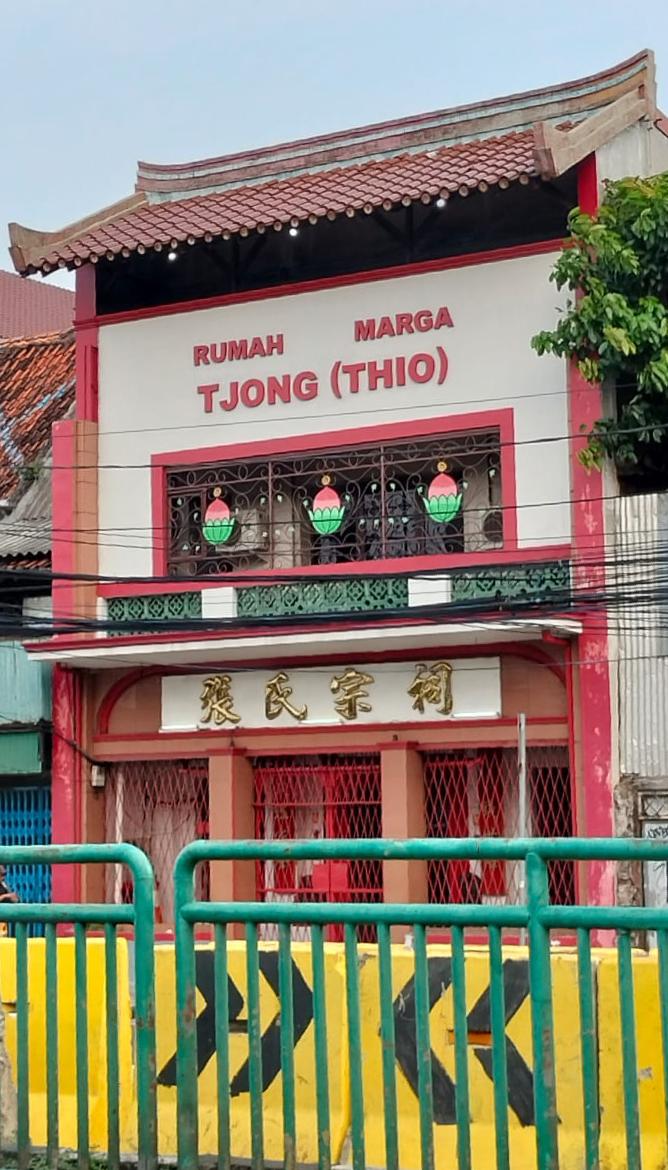 RUMAH MARGA
TJONG (THIO)
張氏宗祠